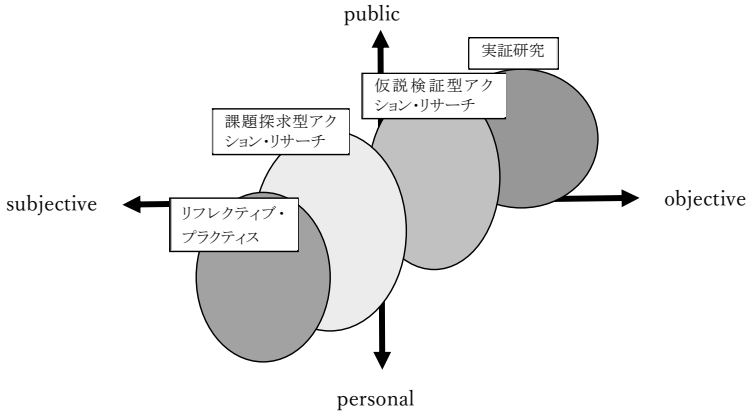 public
実証研究
仮説検証型アク
ション・リサーチ
課題探求型アク
ション・リサーチ
subjective
objective
リフレクティブ・
プラクティス
personal